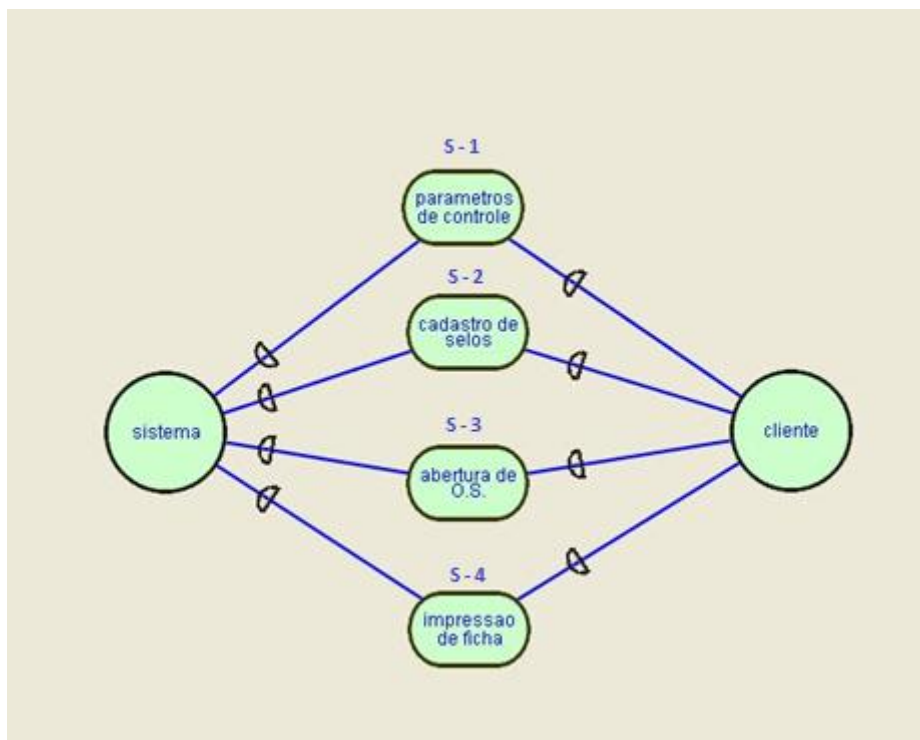 S - 1
parametros
de controle
S - 2
cadastro de
selos
sistema
cliente
S - 3
abertura de
O.S.
S - 4
impressao
de ficha